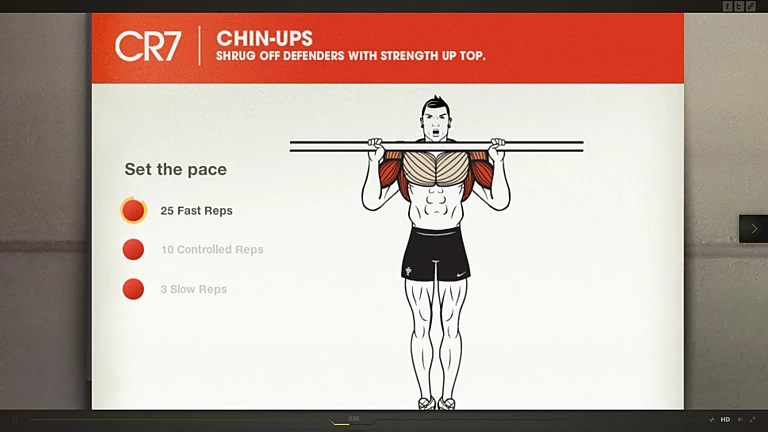 CR7
CHIN-UPS
SHRUG OFF DEFENDERS WITH STRENGTH UP TOP.
Set the pace
25 Fast Reps
10 Controlled Reps
3 Slow Reps
HD